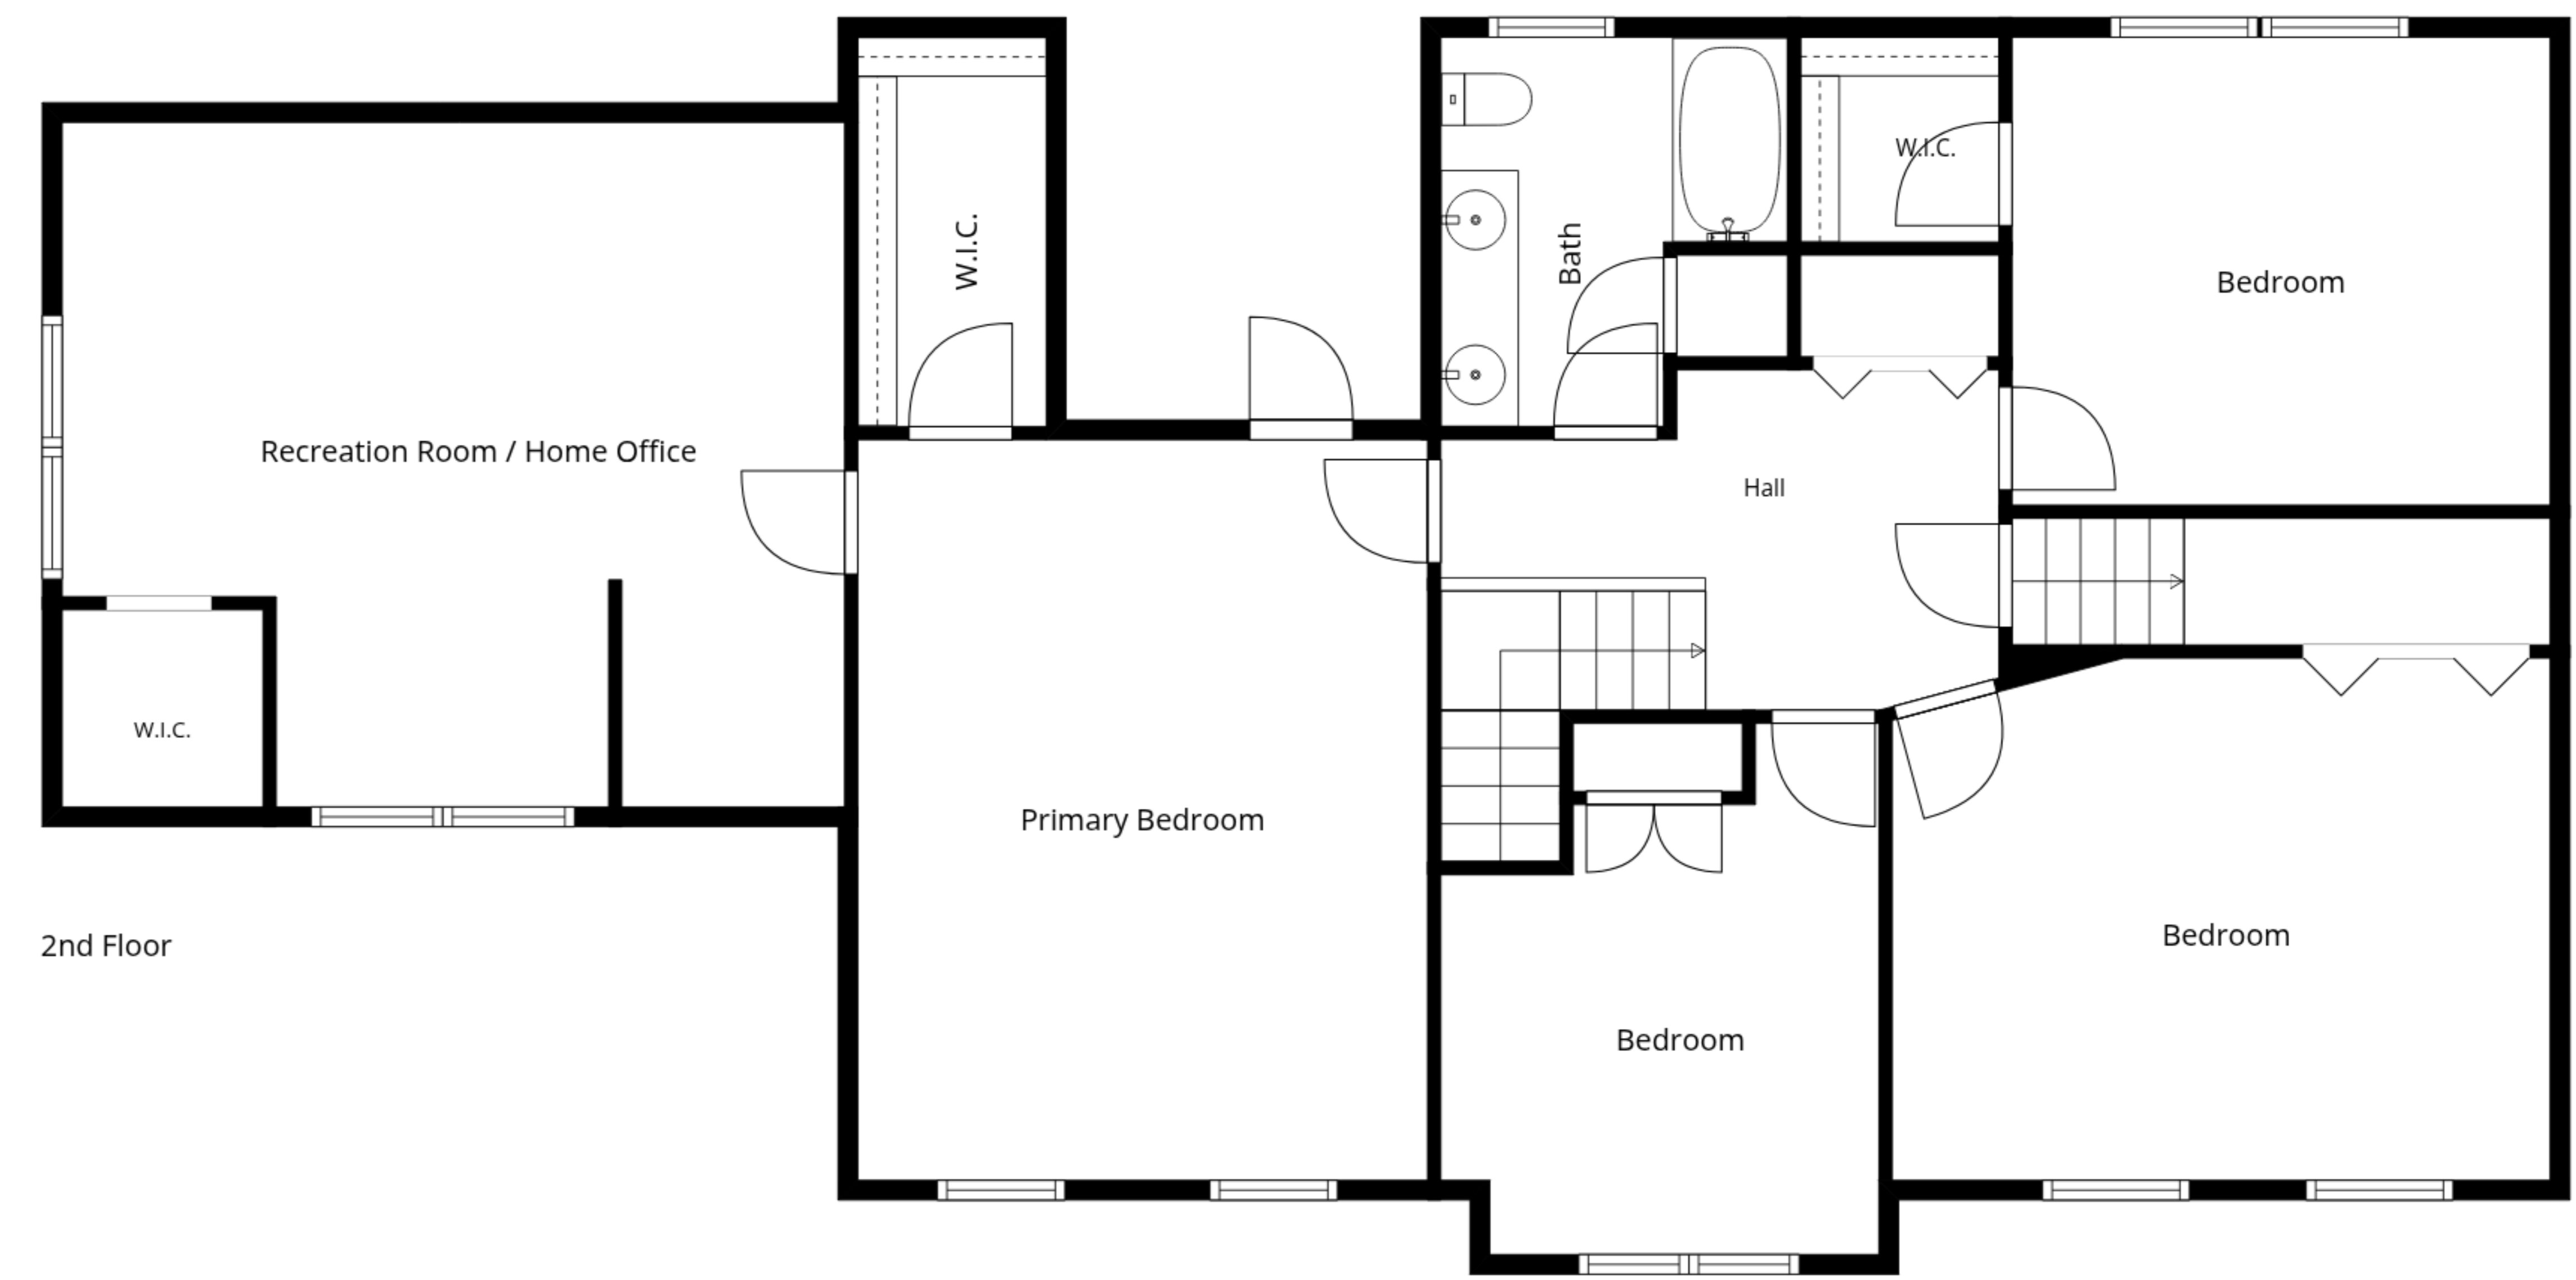 W.I.C.
Bath
W.I.C.
Bedroom
Recreation Room / Home Office
Hall
W.I.C.
Primary Bedroom
Bedroom
2nd Floor
Bedroom